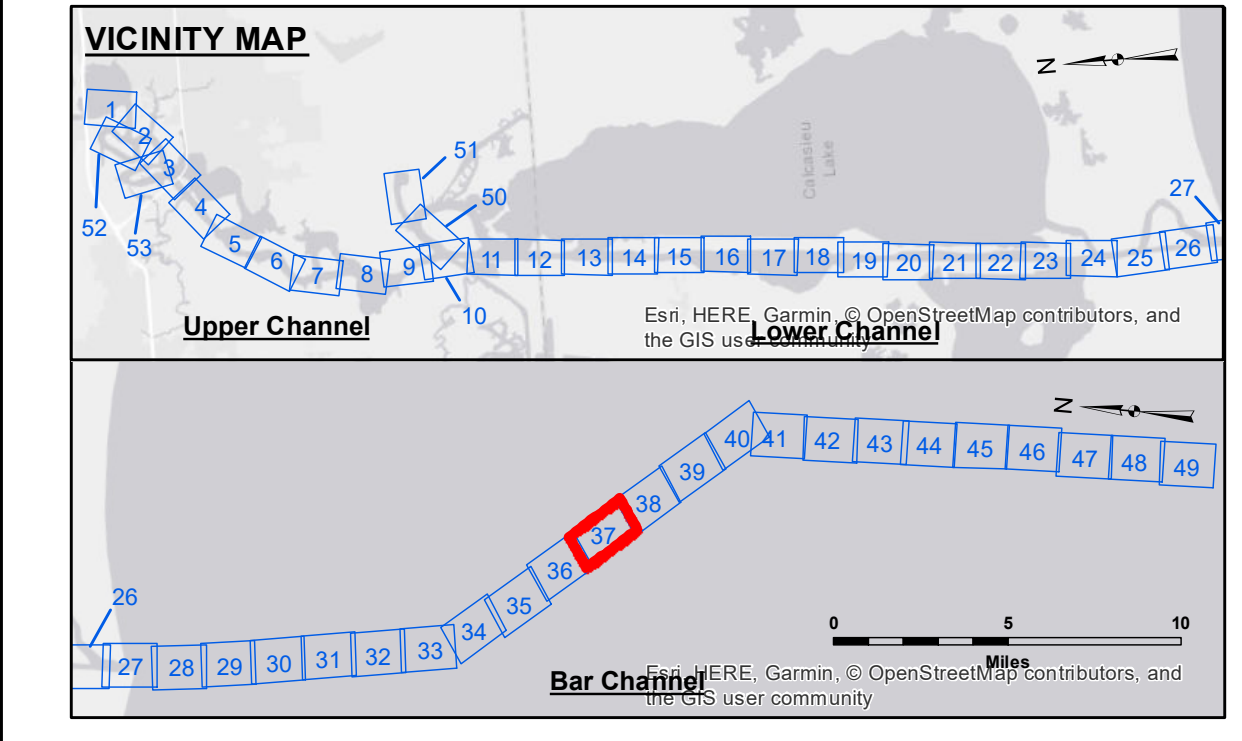 VICINITY MAP
N
1
2
3
52
53
4
5
6
7
8
9
51
50
10
11 12 13 14 15 16 17 18 19 20 21 22 23 24 25 26
27
Calcasieu
Lake
Upper Channel
Lower Channel
Esri, HERE, Garmin, © OpenStreetMap contributors, and
the GIS user community
N
26
27 28 29 30 31 32 33
34
35
36
37
38
39
40 41 42 43 44 45 46 47 48 49
0 5 10
Miles
Bar Channel
Esri, HERE, Garmin, © OpenStreetMap contributors, and
the GIS user community